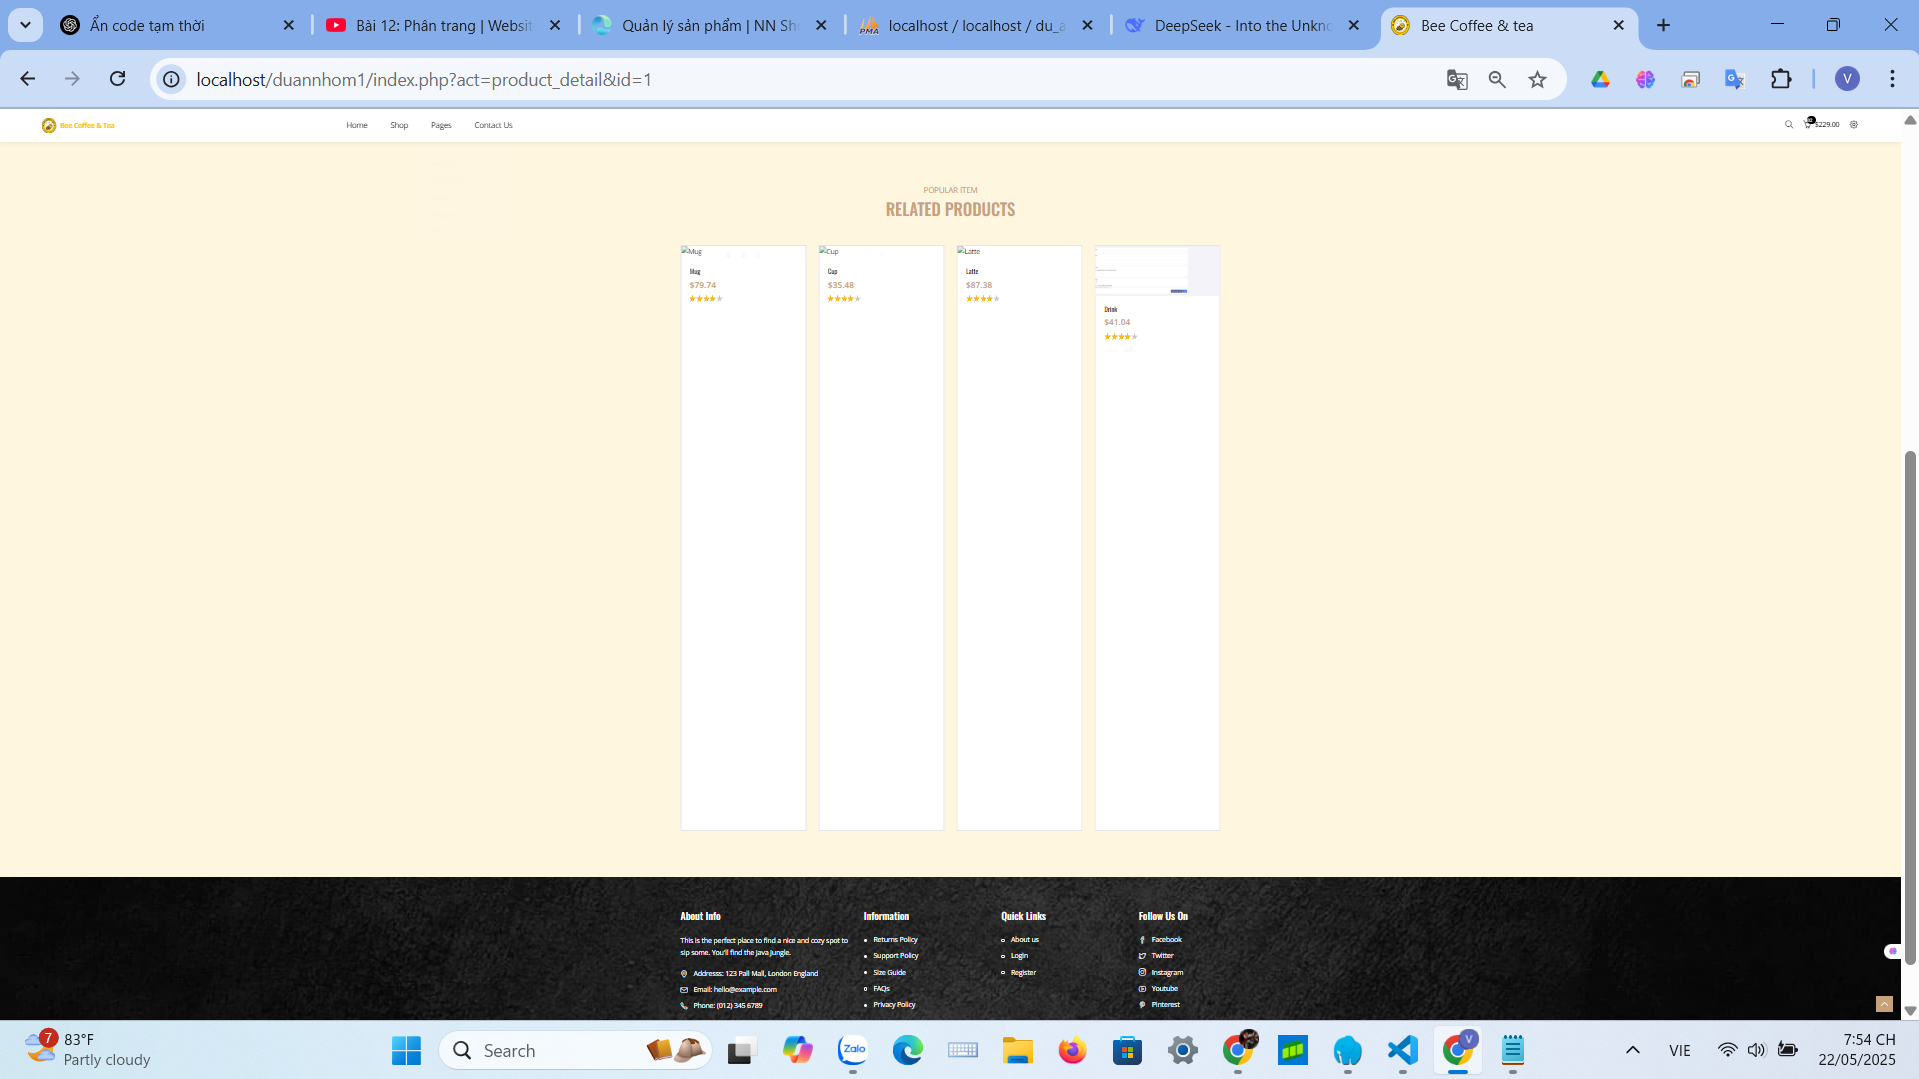 Ẩn code tạm thời
Bài 12: Phân trang | Websit
Quản lý sản phẩm | NN Sh
localhost / localhost / du_a
DeepSeek - Into the Unkno
Bee Coffee & tea
localhost/duannhom1/index.php?act=product_detail&id=1
V
Bee Coffee & Tea
Home
Shop
Pages
Contact Us
$229.00
POPULAR ITEM
RELATED PRODUCTS
Mug
Cup
Latte
Mug
$79.74
Cup
$35.48
Latte
$87.38
Drink
$41.04
About Info
This is the perfect place to find a nice and cozy spot to
sip some. You'll find the Java Jungle.
Addresss: 123 Pall Mall, London England
Email: hello@example.com
Phone: (012) 345 6789
Information
Returns Policy
Support Policy
Size Guide
FAQs
Privacy Policy
Quick Links
About us
Login
Register
Follow Us On
Facebook
Twitter
Instagram
Youtube
Pinterest
7
83°F
Partly cloudy
Search
Zalo
V
VIE
7:54 CH
22/05/2025